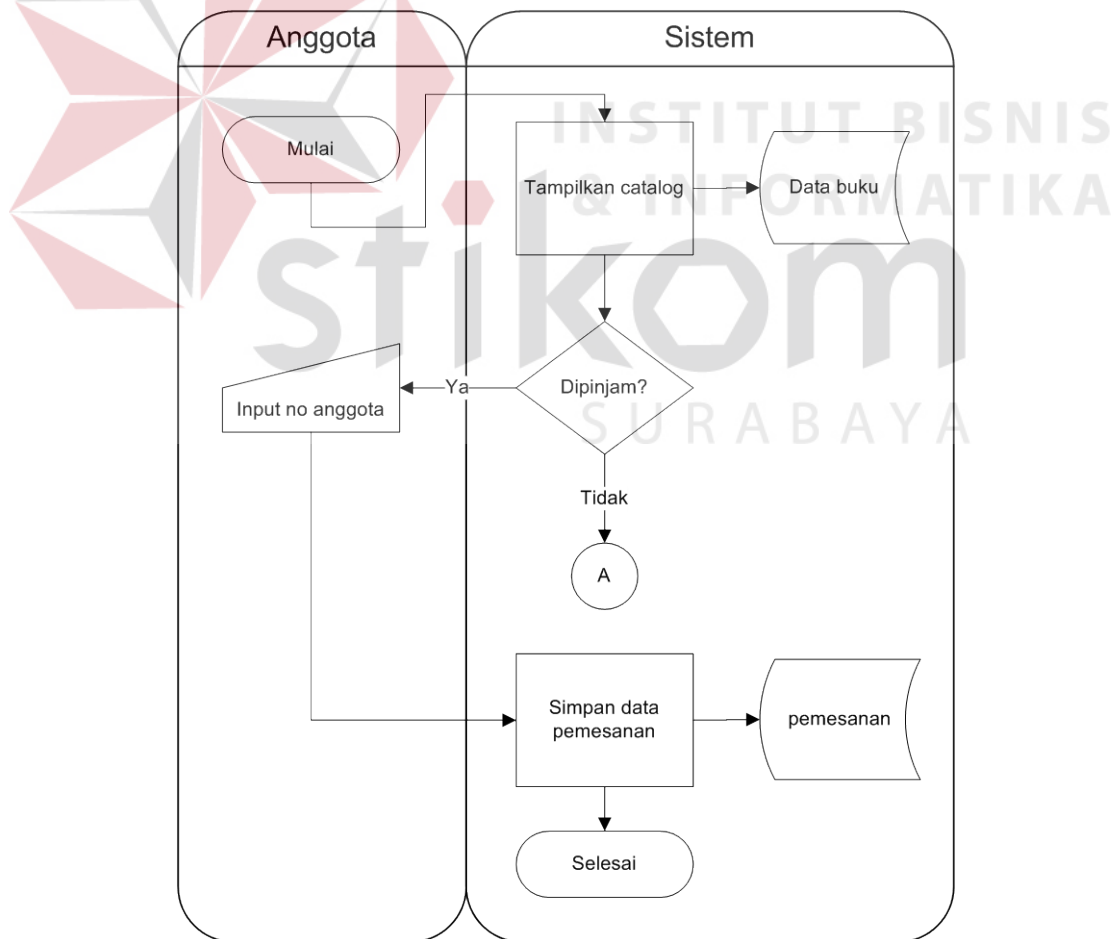 Anggota
Sistem
INSTITUT BISNIS
Mulai
Tampilkan catalog
Data buku
& INFORMATIKA
stikom
Dipinjam?
Ya
Input no anggota
SURABAYA
Tidak
A
Simpan data
pemesanan
pemesanan
Selesai